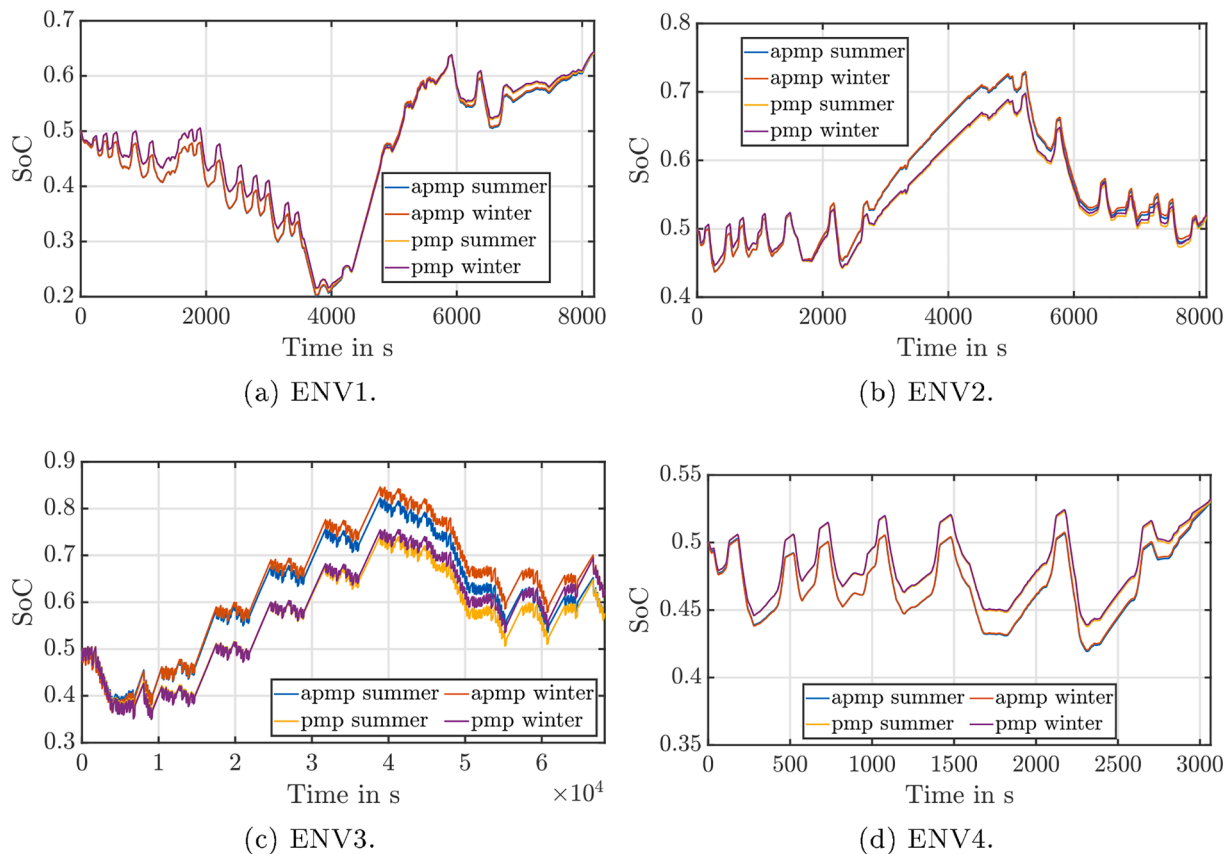 0.7
0.6
0.5
0.4
0.3
0.2
SoC
apmp summer
apmp winter
pmp summer
pmp winter
0 2000 4000 6000 8000
Time in s
(a) ENV1.
0.8
0.7
0.6
0.5
0.4
SoC
apmp summer
apmp winter
pmp summer
pmp winter
0 2000 4000 6000 8000
Time in s
(b) ENV2.
0.9
0.8
0.7
0.6
0.5
0.4
0.3
SoC
apmp summer apmp winter
pmp summer pmp winter
0 1 2 3 4 5 6
Time in s ×10⁴
(c) ENV3.
0.55
0.5
0.45
0.4
0.35
SoC
apmp summer apmp winter
pmp summer pmp winter
0 500 1000 1500 2000 2500 3000
Time in s
(d) ENV4.